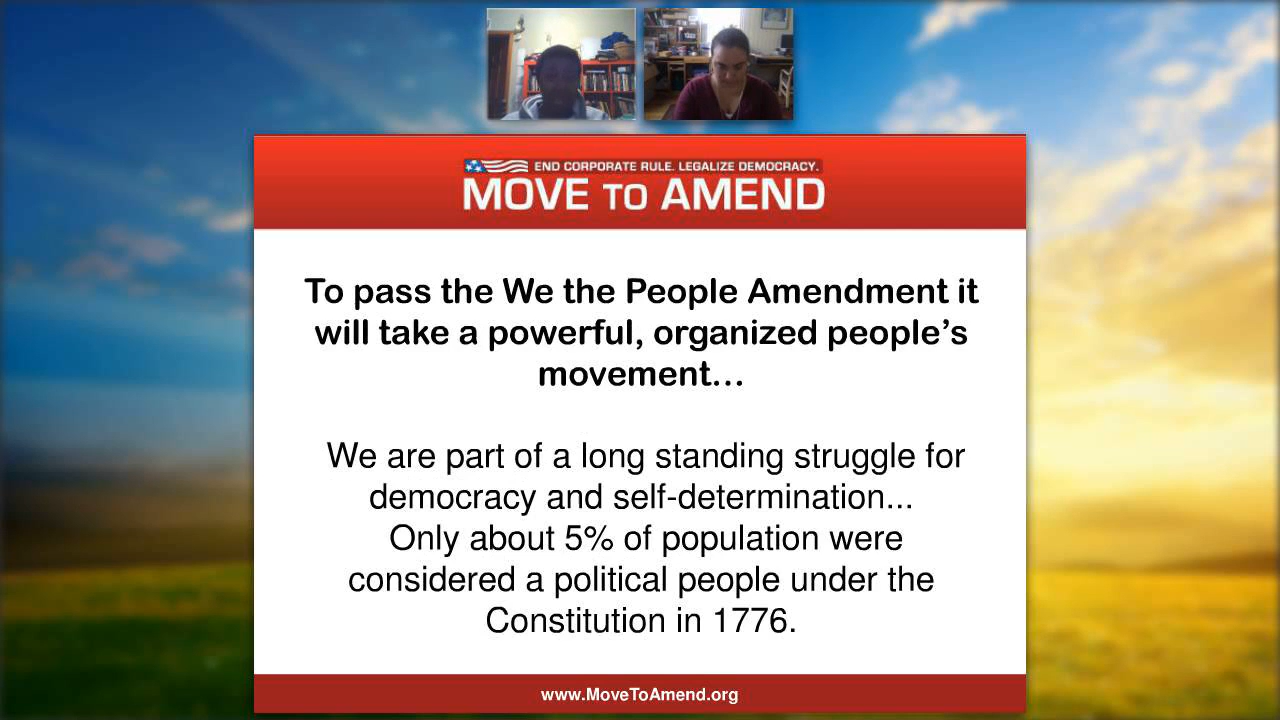 END CORPORATE RULE. LEGALIZE DEMOCRACY.
MOVE TO AMEND
To pass the We the People Amendment it
will take a powerful, organized people’s
movement…
We are part of a long standing struggle for
democracy and self-determination...
Only about 5% of population were
considered a political people under the
Constitution in 1776.
www.MoveToAmend.org